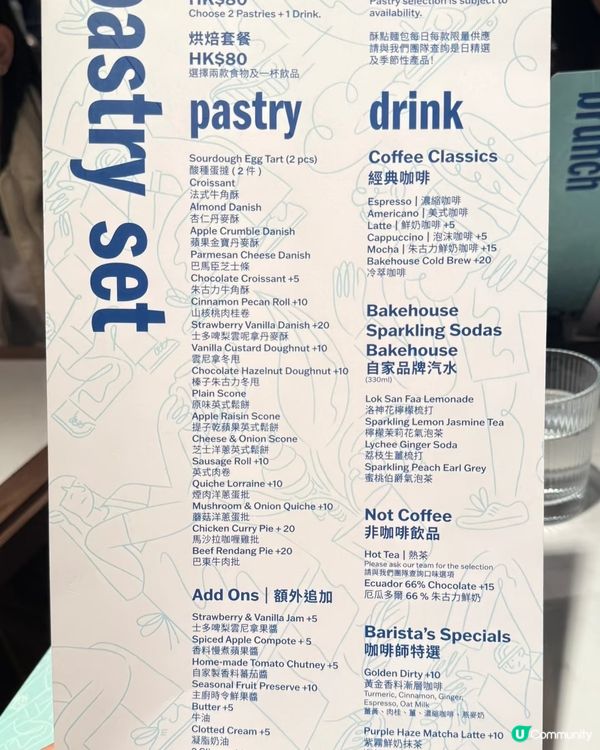 pastry set
HK$80
Choose 2 Pastries + 1 Drink.
烘焙套餐
HK$80
選擇兩款食物及一杯飲品
Pastry selection is subject to
availability.
酥點麵包每日每款限量供應
請與我們團隊查詢是日精選
及季節性產品!
pastry
Sourdough Egg Tart (2 pcs)
酸種蛋撻 ( 2 件 )
Croissant
法式牛角酥
Almond Danish
杏仁丹麥酥
Apple Crumble Danish
蘋果金寶丹麥酥
Parmesan Cheese Danish
巴馬臣芝士條
Chocolate Croissant +5
朱古力牛角酥
Cinnamon Pecan Roll +10
山核桃肉桂卷
Strawberry Vanilla Danish +20
士多啤梨雲呢拿丹麥酥
Vanilla Custard Doughnut +10
雲尼拿冬甩
Chocolate Hazelnut Doughnut +10
榛子朱古力冬甩
Plain Scone
原味英式鬆餅
Apple Raisin Scone
提子乾蘋果英式鬆餅
Cheese & Onion Scone
芝士洋蔥英式鬆餅
Sausage Roll +10
英式肉卷
Quiche Lorraine +10
煙肉洋蔥蛋批
Mushroom & Onion Quiche +10
蘑菇洋蔥蛋批
Chicken Curry Pie + 20
馬沙拉咖喱雞批
Beef Rendang Pie +20
巴東牛肉批
Add Ons | 額外追加
Strawberry & Vanilla Jam +5
士多啤梨雲尼拿果醬
Spiced Apple Compote + 5
香料慢煮蘋果醬
Home-made Tomato Chutney +5
自家製香料蕃茄醬
Seasonal Fruit Preserve +10
主廚時令鮮果醬
Butter +5
牛油
Clotted Cream +5
凝脂奶油
drink
Coffee Classics
經典咖啡
Espresso | 濃縮咖啡
Americano | 美式咖啡
Latte | 鮮奶咖啡 +5
Cappuccino | 泡沫咖啡 +5
Mocha | 朱古力鮮奶咖啡 +15
Bakehouse Cold Brew +20
冷萃咖啡
Bakehouse
Sparkling Sodas
Bakehouse
自家品牌汽水
(330ml)
Lok San Faa Lemonade
洛神花檸檬梳打
Sparkling Lemon Jasmine Tea
檸檬茉莉花氣泡茶
Lychee Ginger Soda
荔枝生薑梳打
Sparkling Peach Earl Grey
蜜桃伯爵氣泡茶
Not Coffee
非咖啡飲品
Hot Tea | 熱茶
Please ask our team for the selection
請與我們團隊查詢口味選項
Ecuador 66% Chocolate +15
厄瓜多爾 66 % 朱古力鮮奶
Barista's Specials
咖啡師特選
Golden Dirty +10
黃金香料漸層咖啡
Turmeric, Cinnamon, Ginger,
Espresso, Oat Milk
薑黃、肉桂、薑、濃縮咖啡、燕麥奶
Purple Haze Matcha Latte +10
紫霧鮮奶抹茶
brunch
U Community